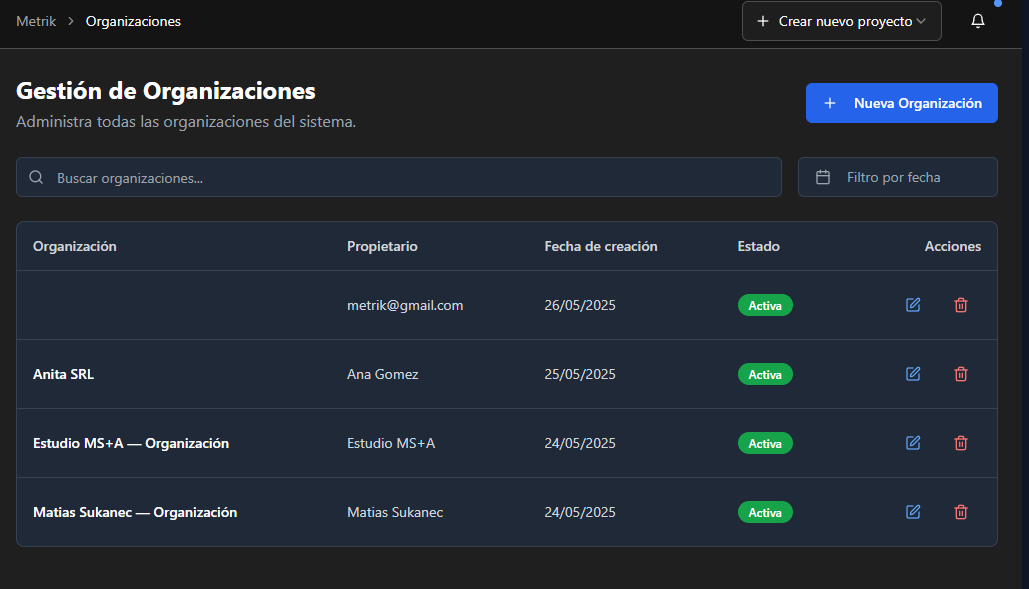 Metrik > Organizaciones
+ Crear nuevo proyecto
Gestión de Organizaciones
Administra todas las organizaciones del sistema.
+ Nueva Organización
Buscar organizaciones...
Filtro por fecha
Organización Propietario Fecha de creación Estado Acciones
metrik@gmail.com 26/05/2025 Activa
Anita SRL Ana Gomez 25/05/2025 Activa
Estudio MS+A — Organización Estudio MS+A 24/05/2025 Activa
Matias Sukanec — Organización Matias Sukanec 24/05/2025 Activa